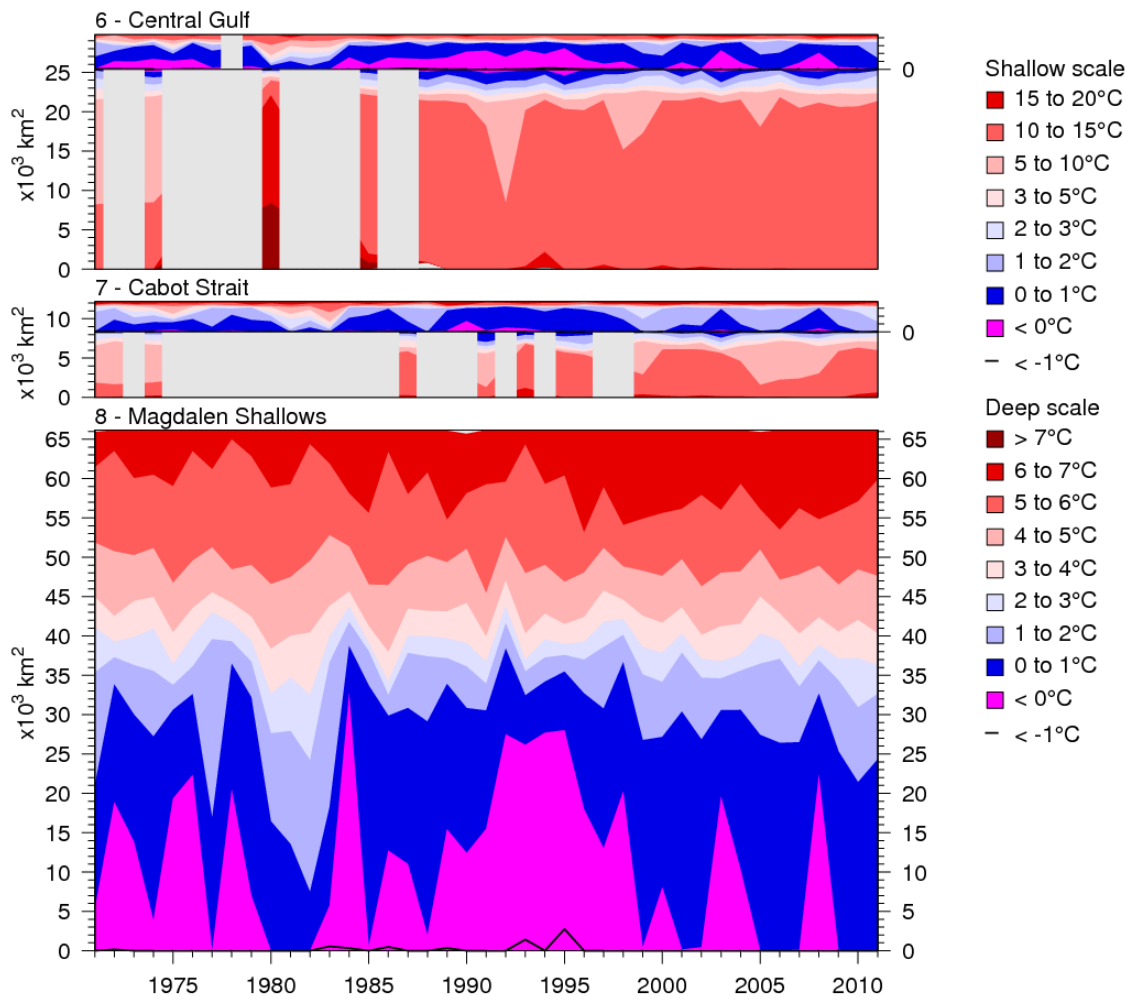 6 - Central Gulf
0
25
20
15
10
5
0
x10³ km²
7 - Cabot Strait
10
5
0
0
x10³ km²
8 - Magdalen Shallows
65 65
60 60
55 55
50 50
45 45
40 40
35 35
30 30
25 25
20 20
15 15
10 10
5 5
0 0
x10³ km²
1975 1980 1985 1990 1995 2000 2005 2010
Shallow scale
15 to 20°C
10 to 15°C
5 to 10°C
3 to 5°C
2 to 3°C
1 to 2°C
0 to 1°C
< 0°C
< -1°C
Deep scale
> 7°C
6 to 7°C
5 to 6°C
4 to 5°C
3 to 4°C
2 to 3°C
1 to 2°C
0 to 1°C
< 0°C
< -1°C